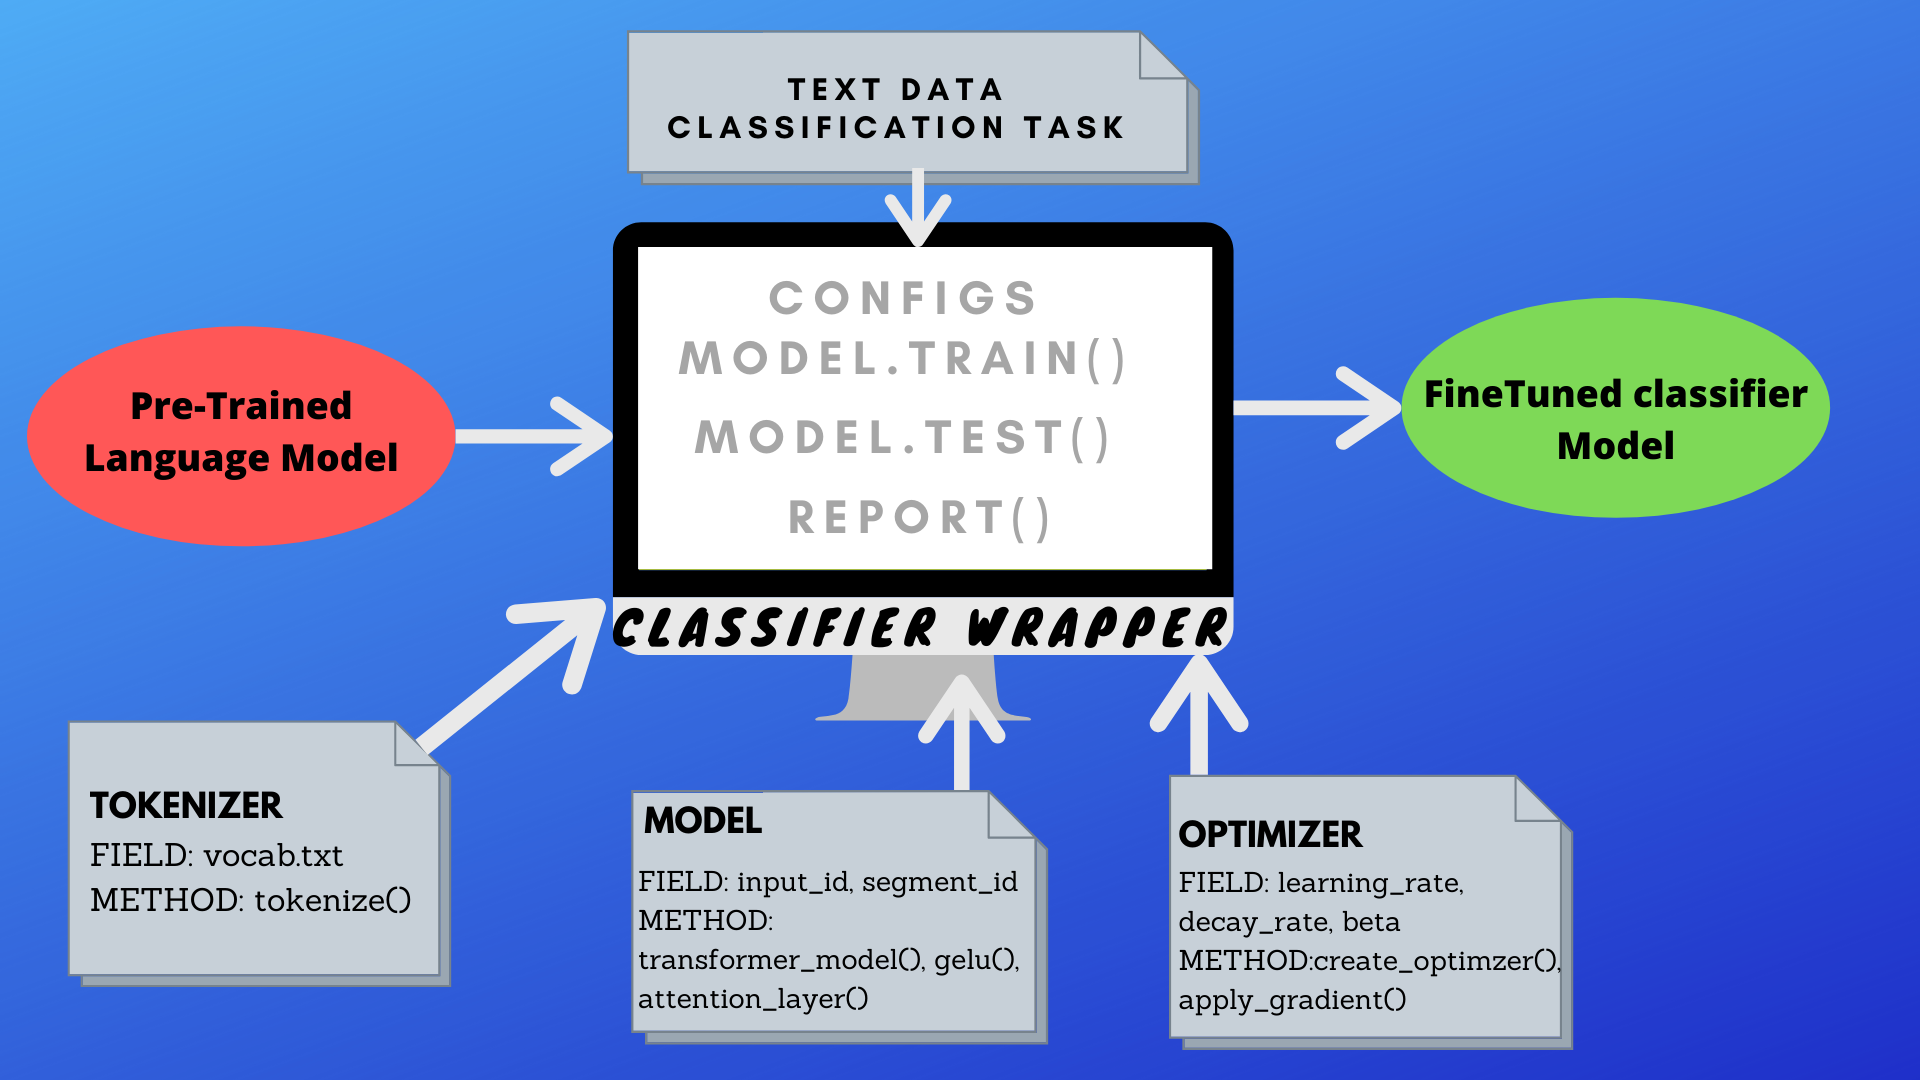 TEXT DATA
CLASSIFICATION TASK
CONFIGS
MODEL.TRAIN()
MODEL.TEST()
REPORT()
CLASSIFIER WRAPPER
Pre-Trained
Language Model
FineTuned classifier
Model
TOKENIZER
FIELD: vocab.txt
METHOD: tokenize()
MODEL
FIELD: input_id, segment_id
METHOD:
transformer_model(), gelu(),
attention_layer()
OPTIMIZER
FIELD: learning_rate,
decay_rate, beta
METHOD:create_optimzer(),
apply_gradient()